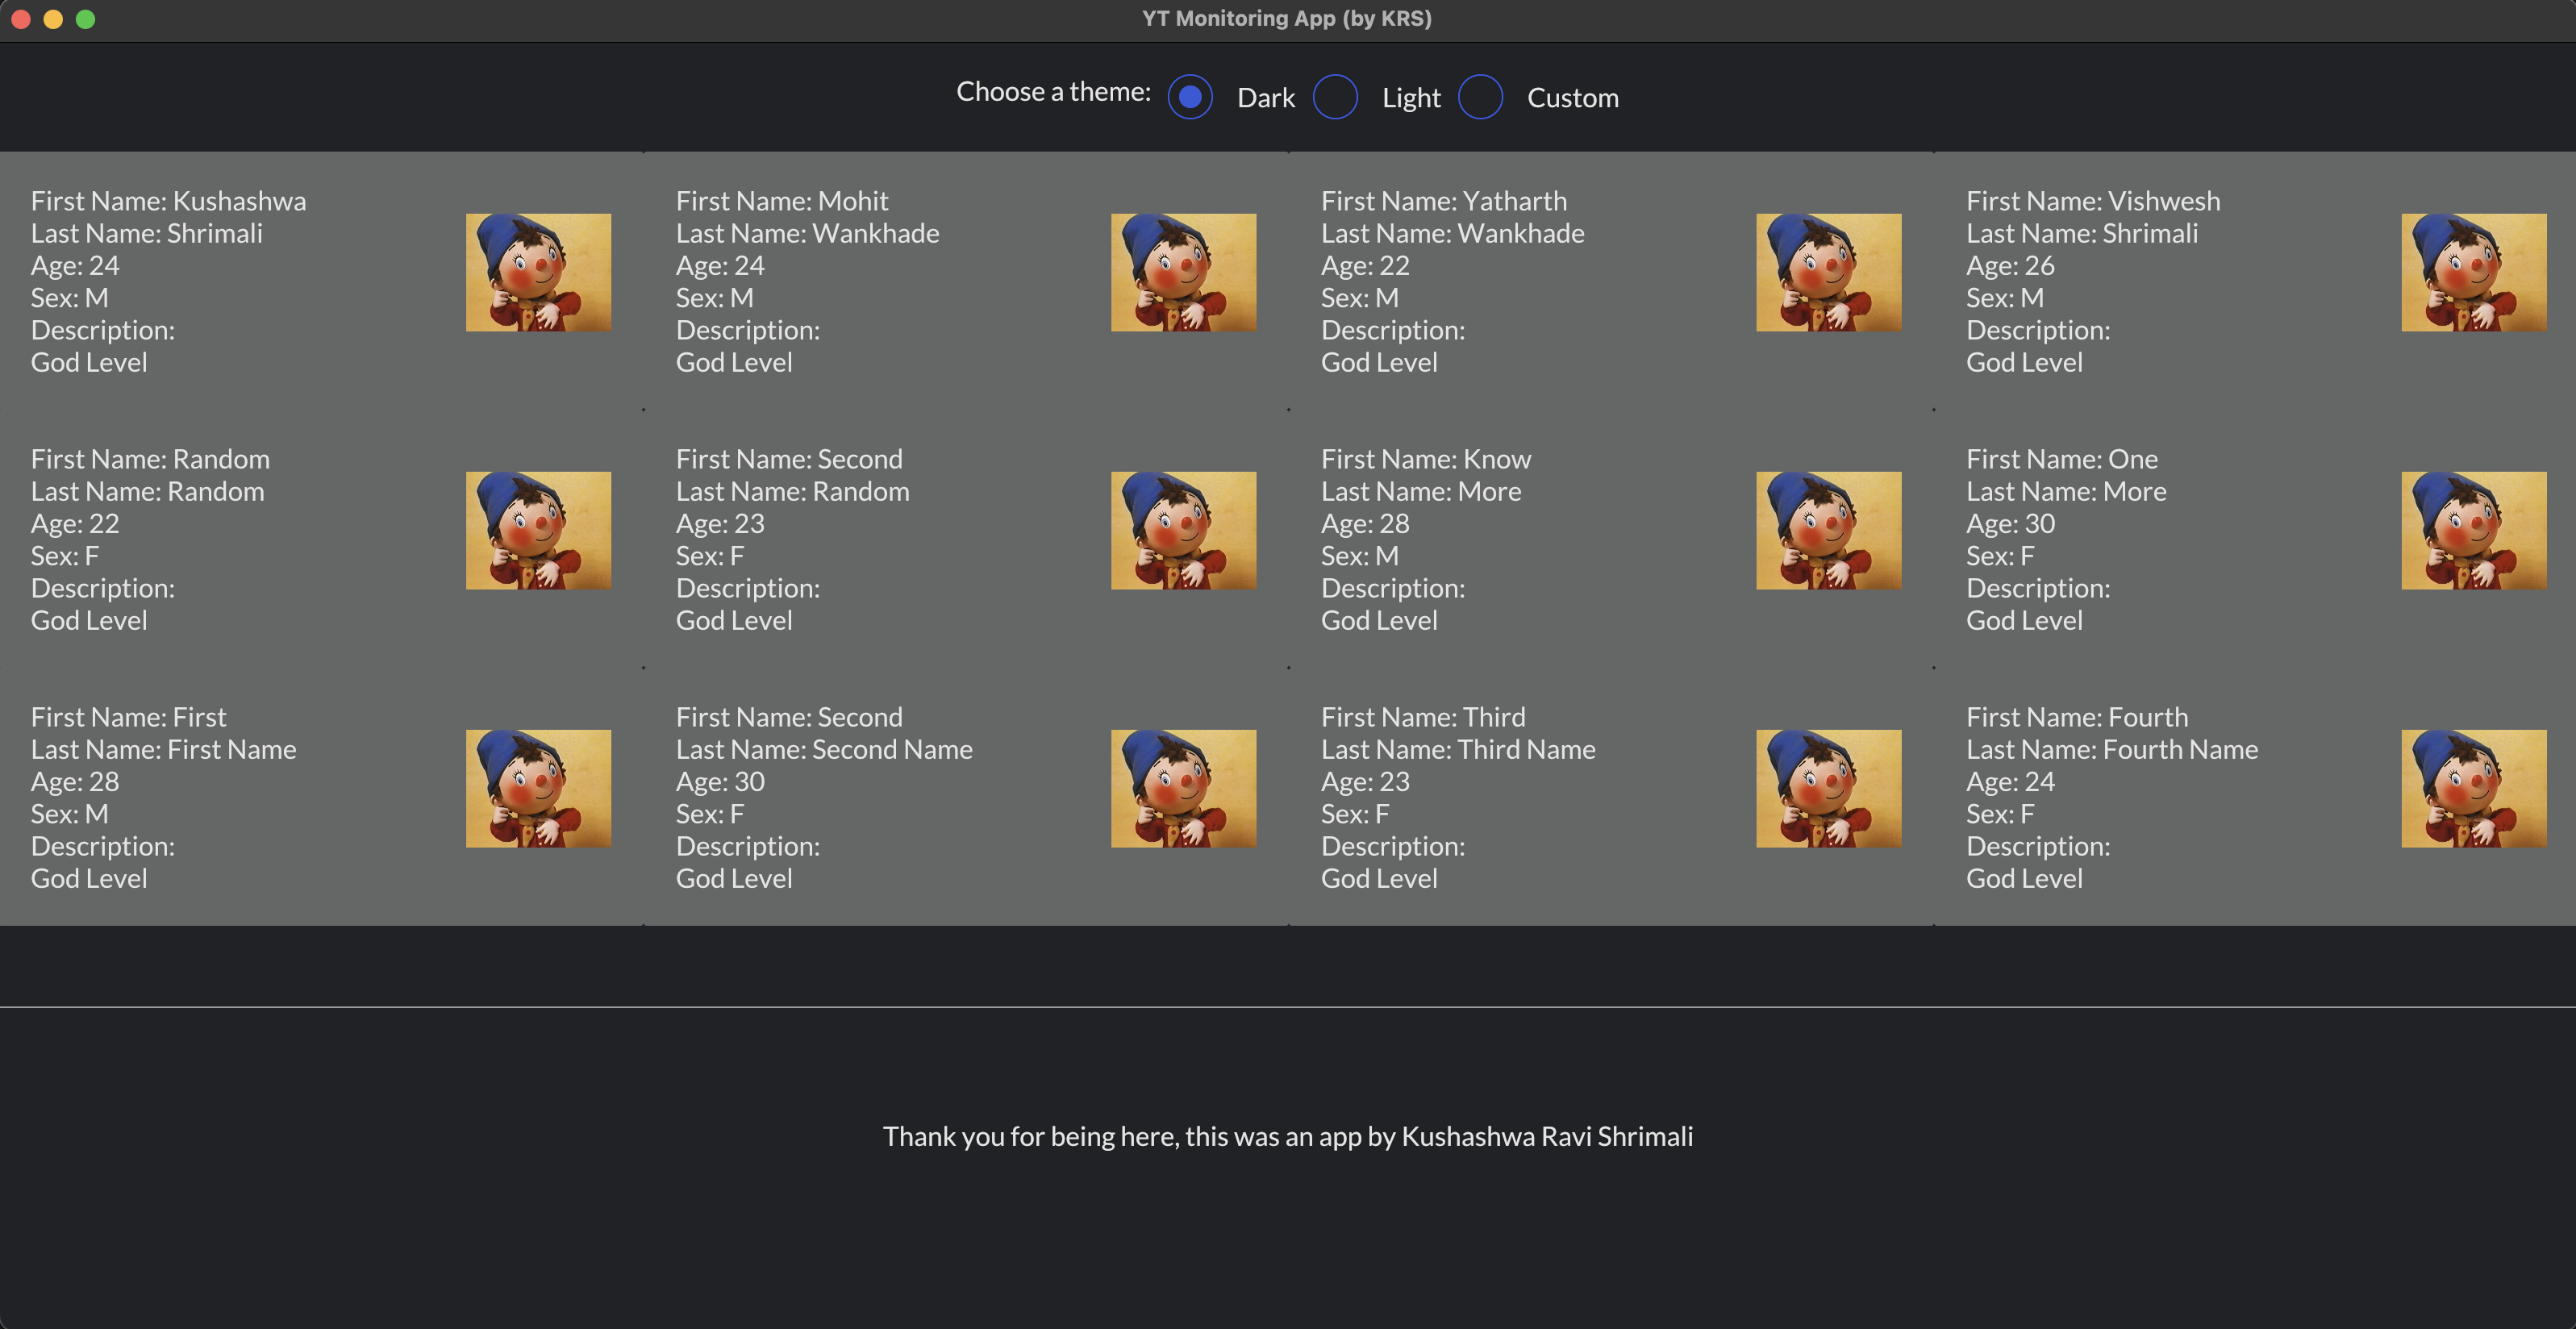 YT Monitoring App (by KRS)
Choose a theme: Dark Light Custom
First Name: Kushashwa
Last Name: Shrimali
Age: 24
Sex: M
Description:
God Level
First Name: Mohit
Last Name: Wankhade
Age: 24
Sex: M
Description:
God Level
First Name: Yatharth
Last Name: Wankhade
Age: 22
Sex: M
Description:
God Level
First Name: Vishwesh
Last Name: Shrimali
Age: 26
Sex: M
Description:
God Level
First Name: Random
Last Name: Random
Age: 22
Sex: F
Description:
God Level
First Name: Second
Last Name: Random
Age: 23
Sex: F
Description:
God Level
First Name: Know
Last Name: More
Age: 28
Sex: M
Description:
God Level
First Name: One
Last Name: More
Age: 30
Sex: F
Description:
God Level
First Name: First
Last Name: First Name
Age: 28
Sex: M
Description:
God Level
First Name: Second
Last Name: Second Name
Age: 30
Sex: F
Description:
God Level
First Name: Third
Last Name: Third Name
Age: 23
Sex: F
Description:
God Level
First Name: Fourth
Last Name: Fourth Name
Age: 24
Sex: F
Description:
God Level
Thank you for being here, this was an app by Kushashwa Ravi Shrimali